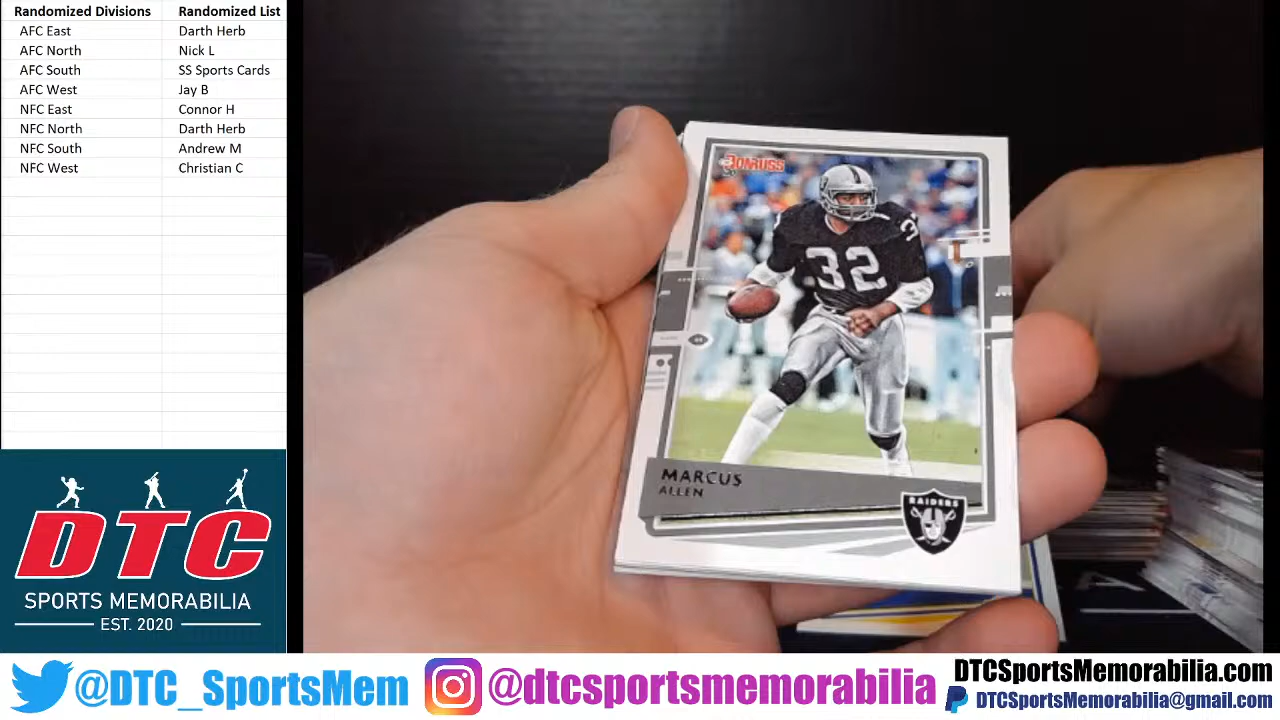 Randomized Divisions Randomized List
AFC East Darth Herb
AFC North Nick L
AFC South SS Sports Cards
AFC West Jay B
NFC East Connor H
NFC North Darth Herb
NFC South Andrew M
NFC West Christian C
DONRUSS
32
32
MARCUS
ALLEN
RAIDERS
DTC
SPORTS MEMORABILIA
EST. 2020
@DTC_SportsMem
@dtcsportsmemorabilia
DTCSportsMemorabilia.com
DTCSportsMemorabilia@gmail.com